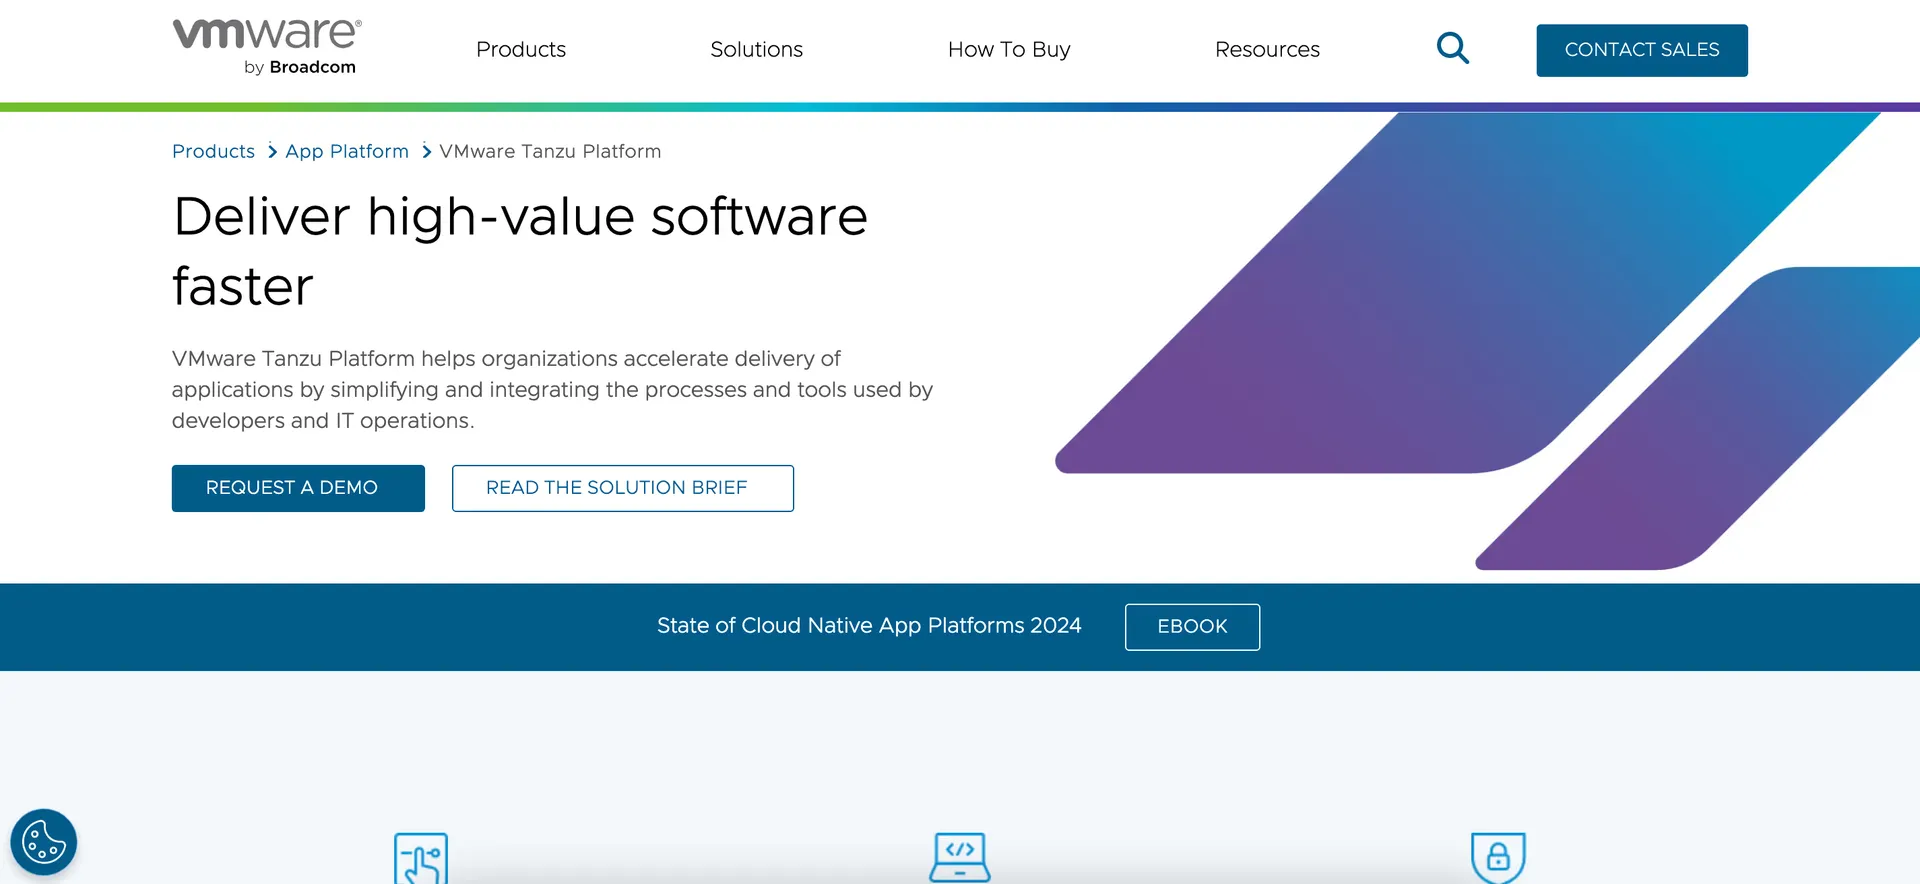 vmware®
by Broadcom
Products
Solutions
How To Buy
Resources
CONTACT SALES
Products > App Platform > VMware Tanzu Platform
Deliver high-value software
faster
VMware Tanzu Platform helps organizations accelerate delivery of
applications by simplifying and integrating the processes and tools used by
developers and IT operations.
REQUEST A DEMO
READ THE SOLUTION BRIEF
State of Cloud Native App Platforms 2024
EBOOK